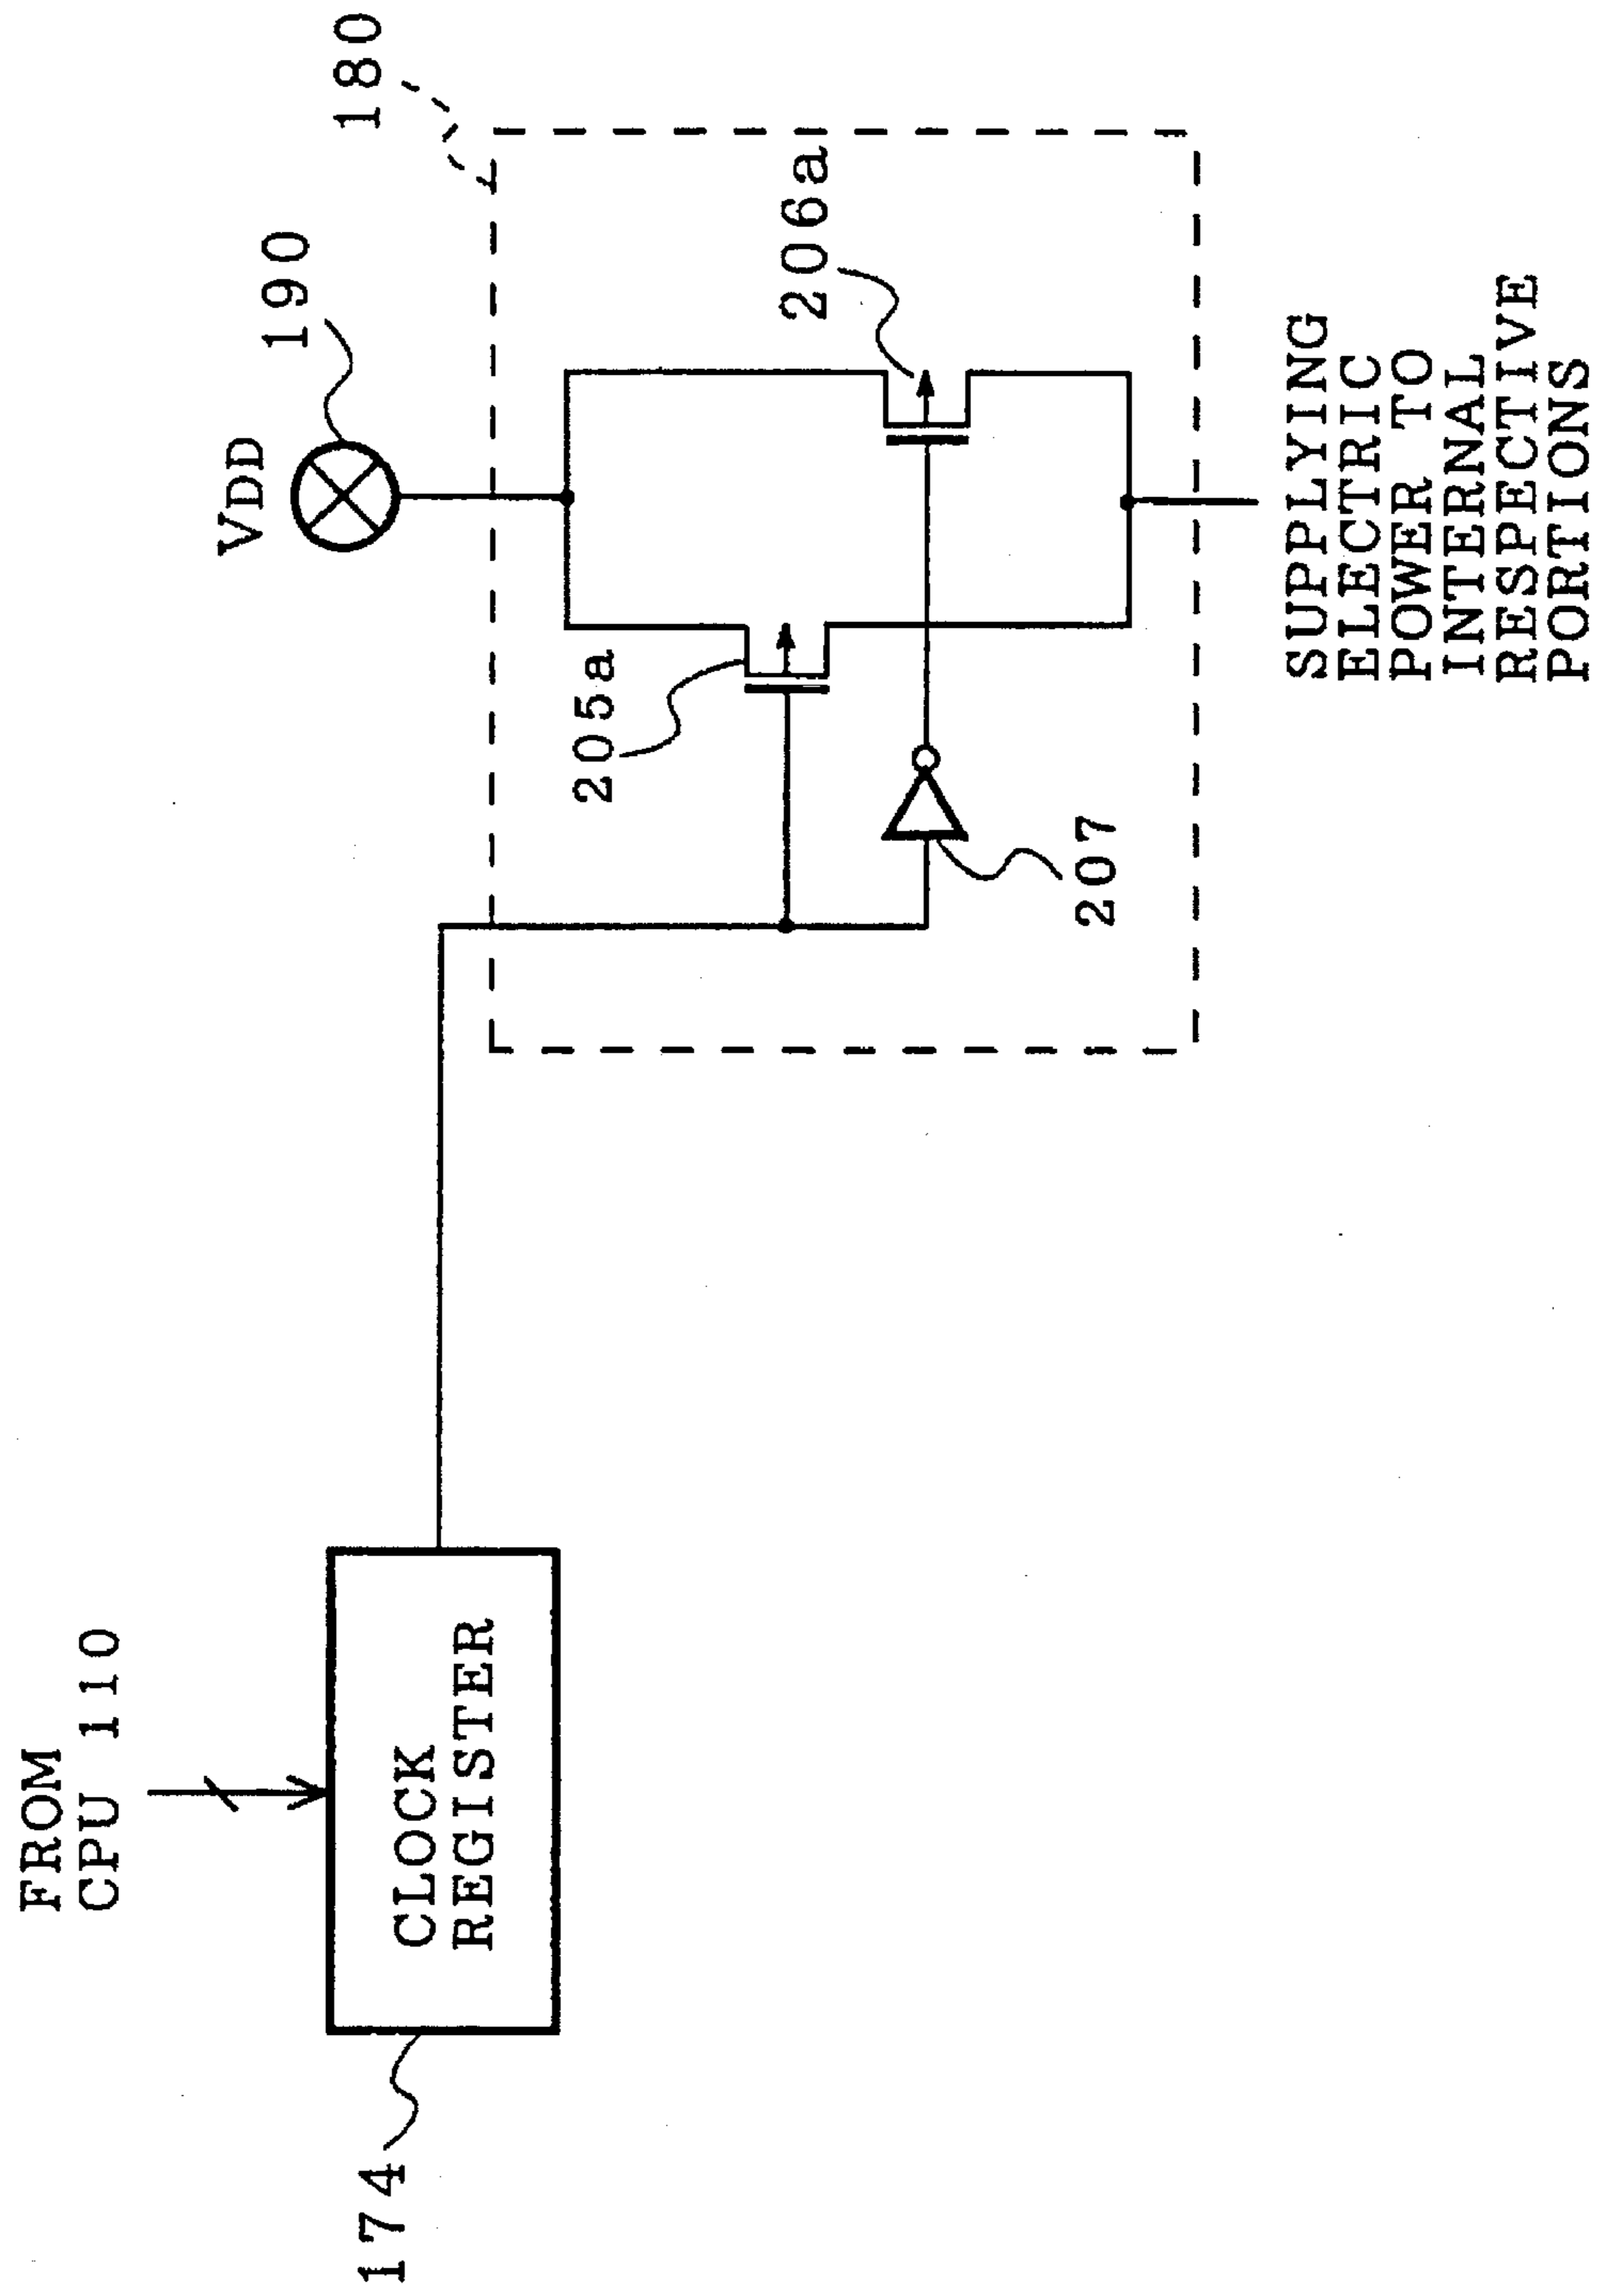 FROM
CPU 110
CLOCK
REGISTER
174
VDD
190
180
205a
206a
207
SUPPLYING
ELECTRIC
POWER TO
INTERNAL
RESPECTIVE
PORTIONS